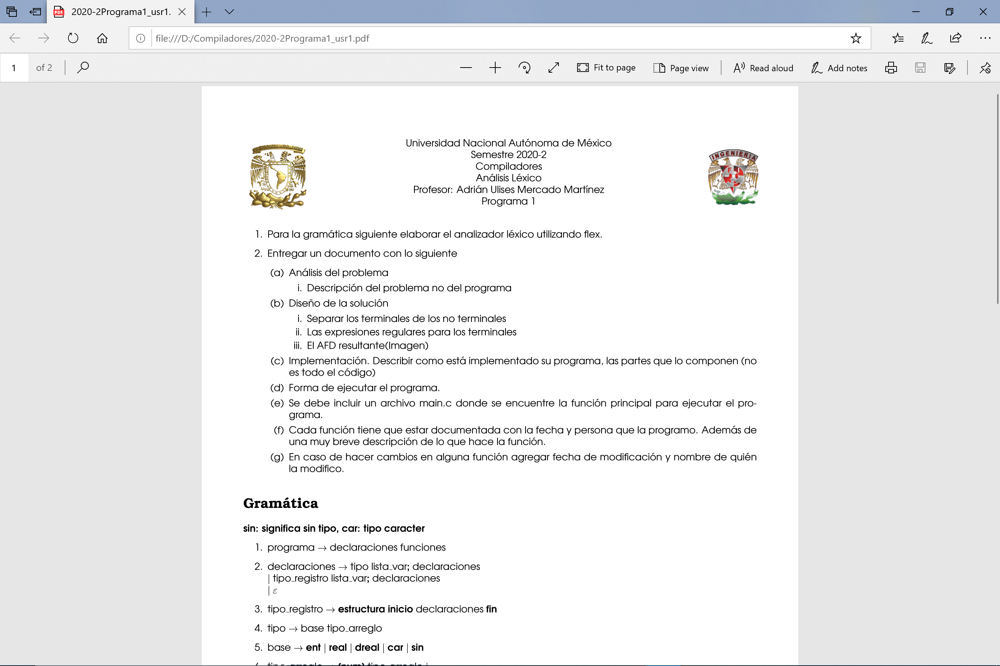 2020-2Programa1_usr1.
file:///D:/Compiladores/2020-2Programa1_usr1.pdf
1 of 2
Fit to page
Page view
Read aloud
Add notes
Universidad Nacional Autónoma de México
Semestre 2020-2
Compiladores
Análisis Léxico
Profesor: Adrián Ulises Mercado Martínez
Programa 1
INGENIERIA
1. Para la gramática siguiente elaborar el analizador léxico utilizando flex.
2. Entregar un documento con lo siguiente
(a) Análisis del problema
i. Descripción del problema no del programa
(b) Diseño de la solución
i. Separar los terminales de los no terminales
ii. Las expresiones regulares para los terminales
iii. El AFD resultante(Imagen)
(c) Implementación. Describir como está implementado su programa, las partes que lo componen (no
es todo el código)
(d) Forma de ejecutar el programa.
(e) Se debe incluir un archivo main.c donde se encuentre la función principal para ejecutar el pro-
grama.
(f) Cada función tiene que estar documentada con la fecha y persona que la programo. Además de
una muy breve descripción de lo que hace la función.
(g) En caso de hacer cambios en alguna función agregar fecha de modificación y nombre de quién
la modifico.
Gramática
sin: significa sin tipo, car: tipo caracter
1. programa → declaraciones funciones
2. declaraciones → tipo lista_var; declaraciones
| tipo_registro lista_var; declaraciones
| ε
3. tipo_registro → estructura inicio declaraciones fin
4. tipo → base tipo_arreglo
5. base → ent | real | dreal | car | sin